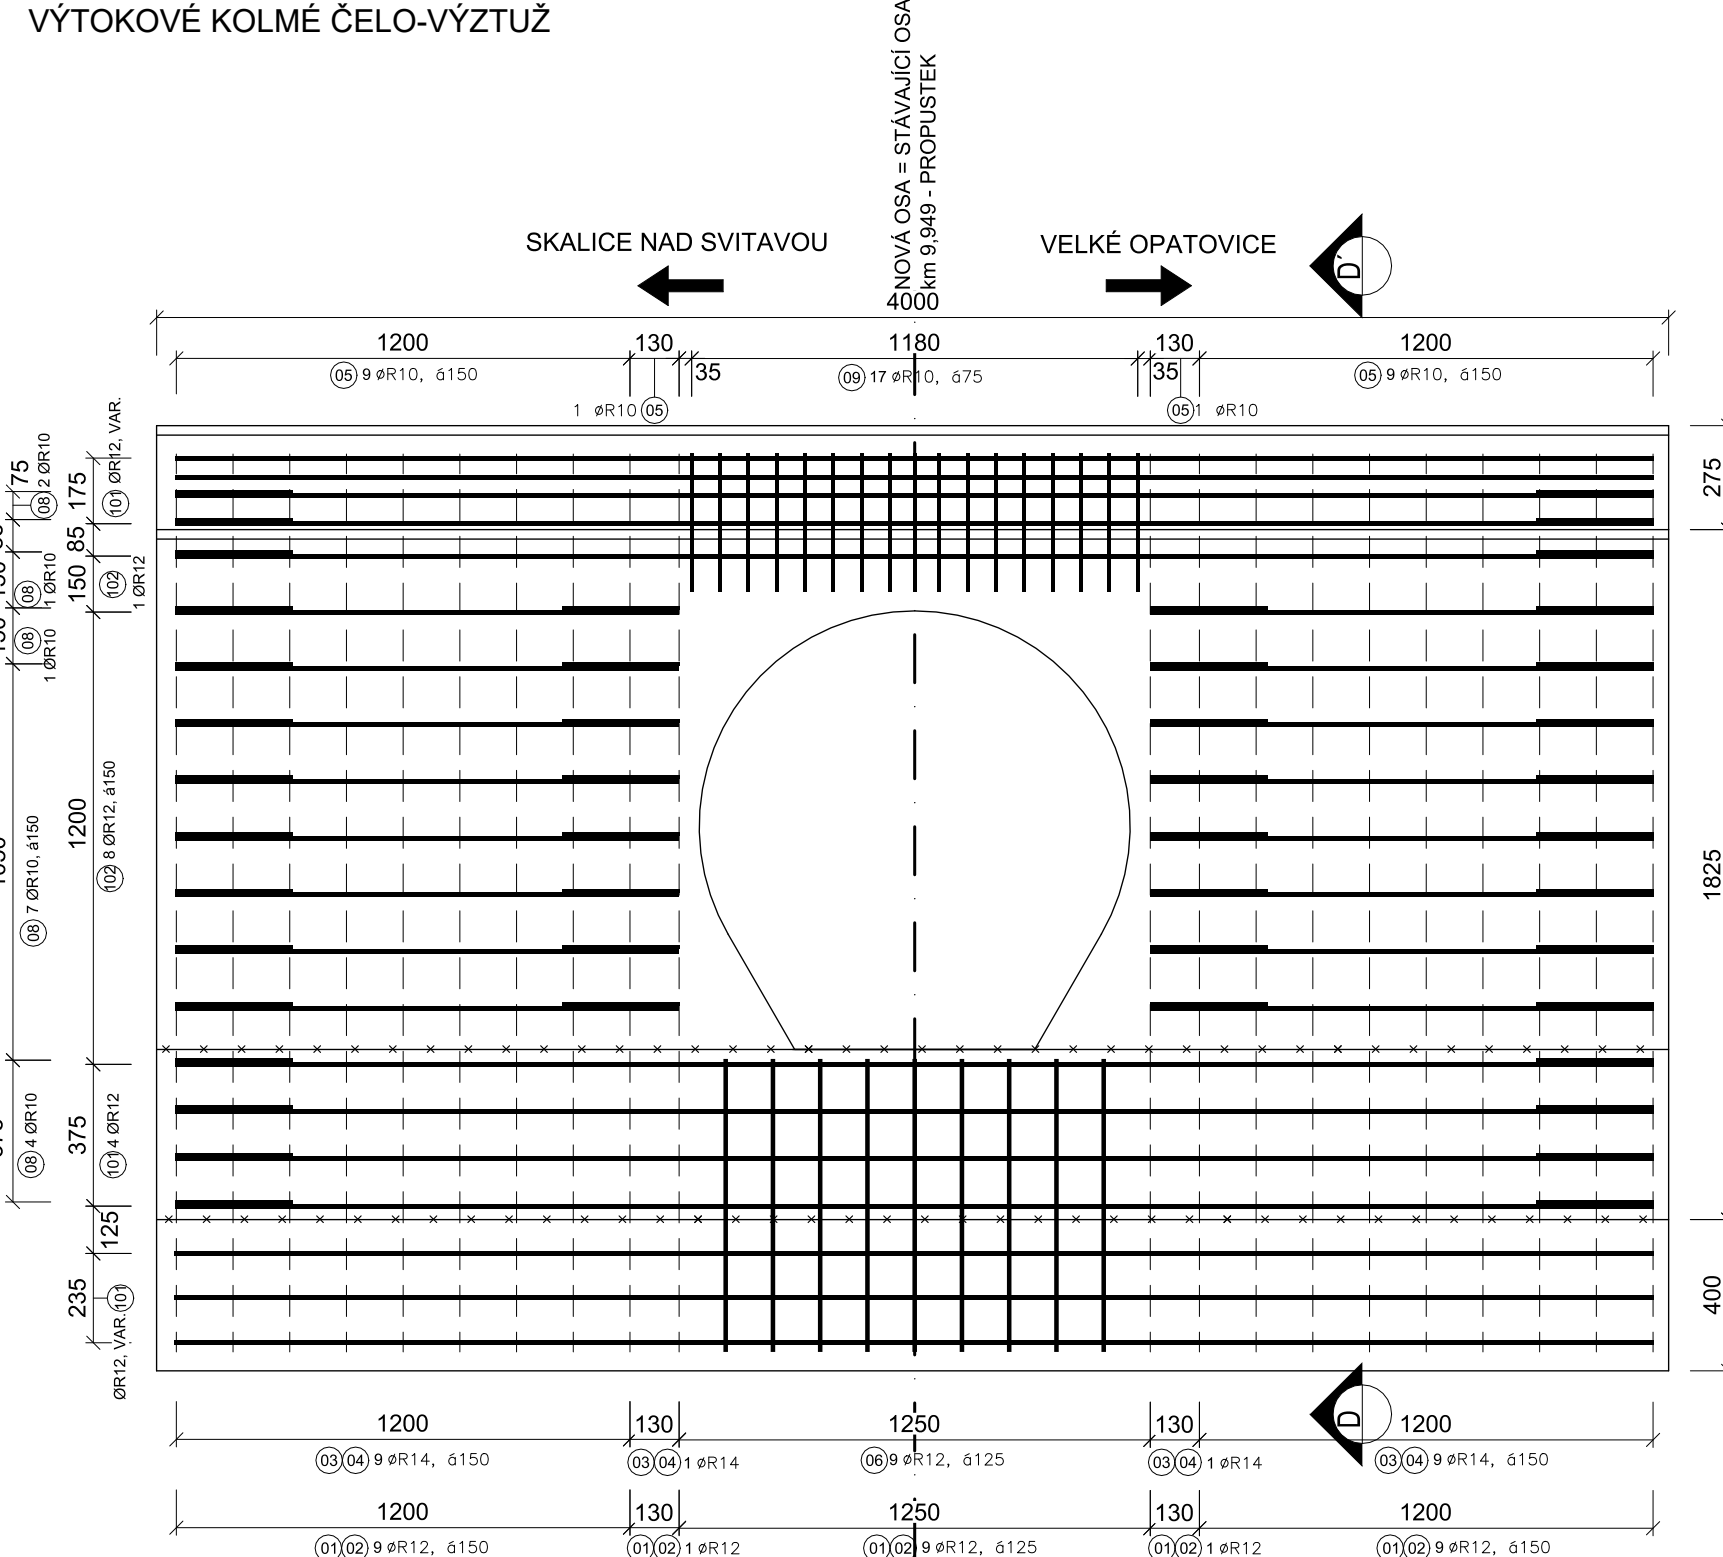 VÝTOKOVÉ KOLMÉ ČELO-VÝZTUŽ
NOVÁ OSA = STÁVAJÍCÍ OSA
km 9,949 - PROPUSTEK
SKALICE NAD SVITAVOU
VELKÉ OPATOVICE
D´
4000
1200
130
1180
130
1200
05 9 øR10, á150
35
09 17 øR10, á75
35
05 9 øR10, á150
1 øR10 05
05 1 øR10
75
08 2 ØR10
175
101 ØR12, VAR.
85
150
102
1 ØR12
08
1 ØR10
08
1 ØR10
1200
102 8 ØR12, á150
08 7 ØR10, á150
375
101 4 ØR12
08 4 ØR10
125
235
ØR12, VAR. 101
275
1825
400
D
1200
130
1250
130
1200
03 04 9 øR14, á150
03 04 1 øR14
06 9 øR12, á125
03 04 1 øR14
03 04 9 øR14, á150
1200
130
1250
130
1200
01 02 9 øR12, á150
01 02 1 øR12
01 02 9 øR12, á125
01 02 1 øR12
01 02 9 øR12, á150